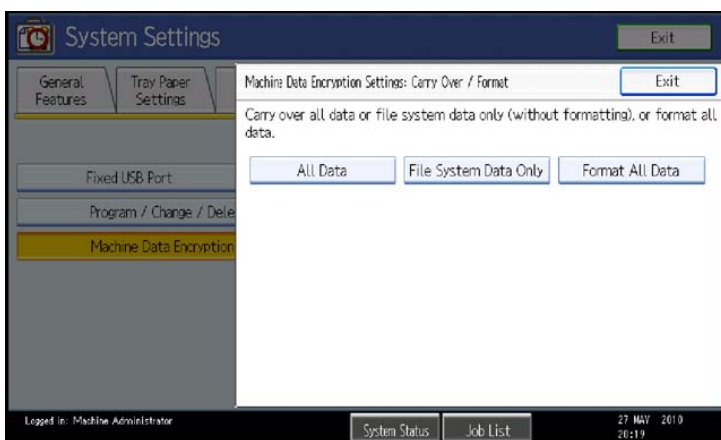 System Settings
Exit
General
Features
Tray Paper
Settings
Machine Data Encryption Settings: Carry Over / Format
Exit
Carry over all data or file system data only (without formatting), or format all
data.
All Data
File System Data Only
Format All Data
Fixed USB Port
Program / Change / Dele
Machine Data Encryption
Logged in: Machine Administrator
System Status
Job List
27 MAY 2010
20:19